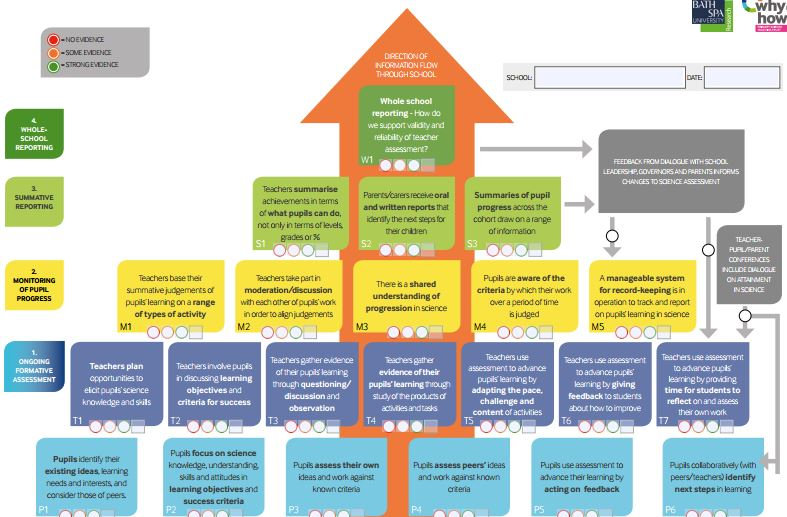 BATH
SPA
UNIVERSITY
Research
why
how
=NO EVIDENCE
=SOME EVIDENCE
=STRONG EVIDENCE
DIRECTION OF
INFORMATION FLOW
THROUGH SCHOOL
SCHOOL:
DATE:
4.
WHOLE-
SCHOOL
REPORTING
Whole school
reporting - How do
we support validity and
reliability of teacher
assessment?
W1
FEEDBACK FROM DIALOGUE WITH SCHOOL
LEADERSHIP, GOVERNORS AND PARENTS INFORMS
CHANGES TO SCIENCE ASSESSMENT
3.
SUMMATIVE
REPORTING
Teachers summarise
achievements in terms
of what pupils can do,
not only in terms of levels,
grades or %
S1
Parents/carers receive oral
and written reports that
identify the next steps for
their children
S2
Summaries of pupil
progress across the
cohort draw on a range
of information
S3
TEACHER-
PUPIL/PARENT
CONFERENCES
INCLUDE DIALOGUE
ON ATTAINMENT
IN SCIENCE
2.
MONITORING
OF PUPIL
PROGRESS
Teachers base their
summative judgements of
pupils' learning on a range
of types of activity
M1
Teachers take part in
moderation/discussion
with each other of pupils' work
in order to align judgements
M2
There is a shared
understanding of
progression in science
M3
Pupils are aware of the
criteria by which their work
over a period of time
is judged
M4
A manageable system
for record-keeping is in
operation to track and report
on pupils' learning in science
M5
1.
ONGOING
FORMATIVE
ASSESSMENT
Teachers plan
opportunities to
elicit pupils' science
knowledge and skills
T1
Teachers involve pupils
in discussing learning
objectives and
criteria for success
T2
Teachers gather evidence
of their pupils' learning
through questioning/
discussion and
observation
T3
Teachers gather
evidence of their
pupils' learning through
study of the products of
activities and tasks
T4
Teachers use
assessment to advance
pupils' learning by
adapting the pace,
challenge and
content of activities
T5
Teachers use assessment
to advance pupils'
learning by giving
feedback to students
about how to improve
T6
Teachers use assessment
to advance pupils'
learning by providing
time for students to
reflect on and assess
their own work
T7
Pupils identify their
existing ideas, learning
needs and interests, and
consider those of peers.
P1
Pupils focus on science
knowledge, understanding,
skills and attitudes in
learning objectives and
success criteria
P2
Pupils assess their own
ideas and work against
known criteria
P3
Pupils assess peers' ideas
and work against known
criteria
P4
Pupils use assessment to
advance their learning by
acting on feedback
P5
Pupils collaboratively (with
peers/teachers) identify
next steps in learning
P6